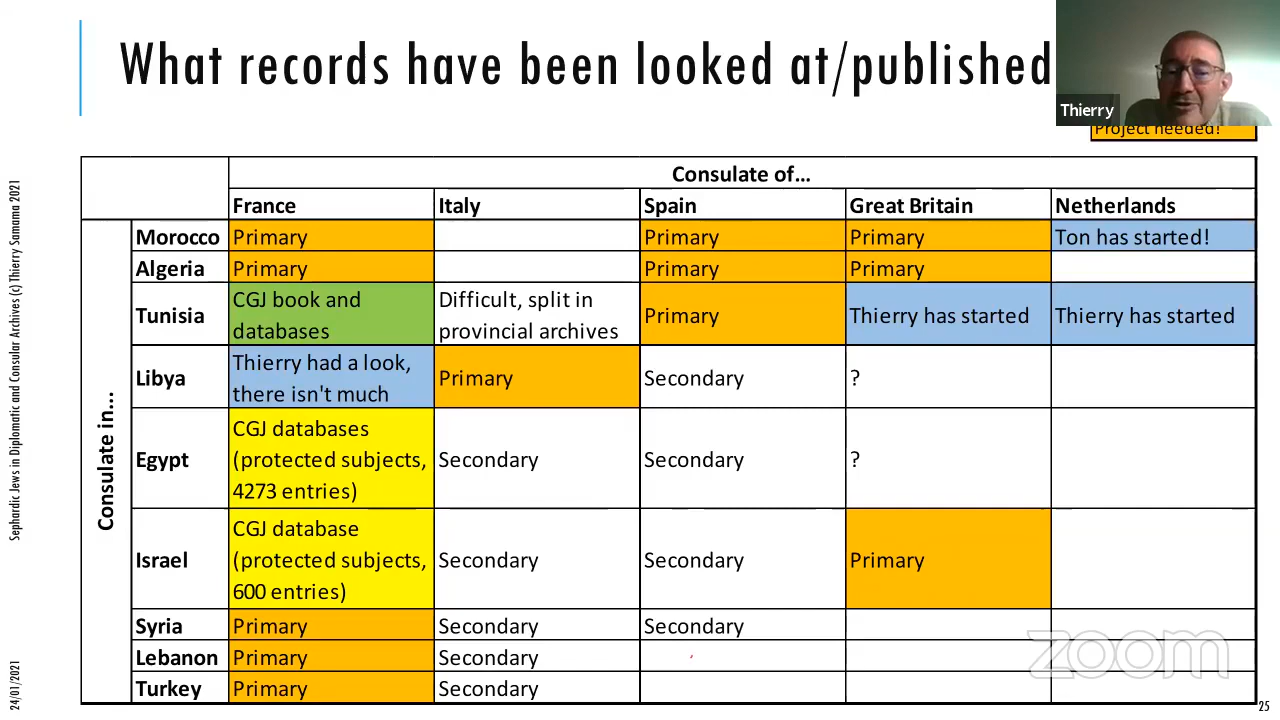 What records have been looked at/published
Thierry
Project needed!
Consulate of...
France Italy Spain Great Britain Netherlands
Consulate in...
Morocco Primary Primary Primary Ton has started!
Algeria Primary Primary Primary
Tunisia CGJ book and databases Difficult, split in provincial archives Primary Thierry has started Thierry has started
Libya Thierry had a look, there isn't much Primary Secondary ?
Egypt CGJ databases (protected subjects, 4273 entries) Secondary Secondary ?
Israel CGJ database (protected subjects, 600 entries) Secondary Secondary Primary
Syria Primary Secondary Secondary
Lebanon Primary Secondary
Turkey Primary Secondary
Sephardic Jews in Diplomatic and Consular Archives (c) Thierry Samama 2021
24/01/2021
zoom
25